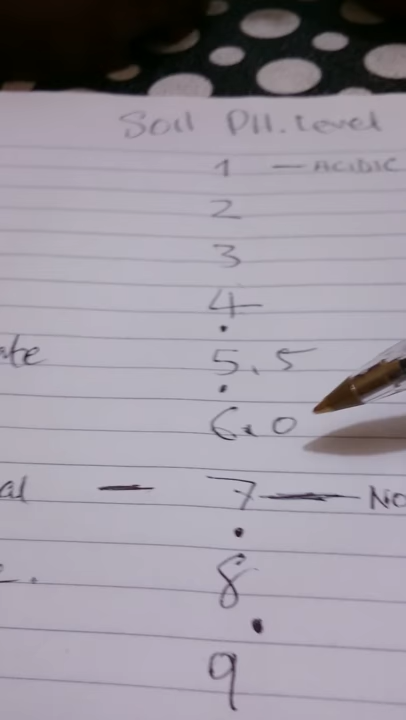 Soil PH. Level
1 — ACIDIC
2
3
4
5.5
6.0
— 7 — No
8
9